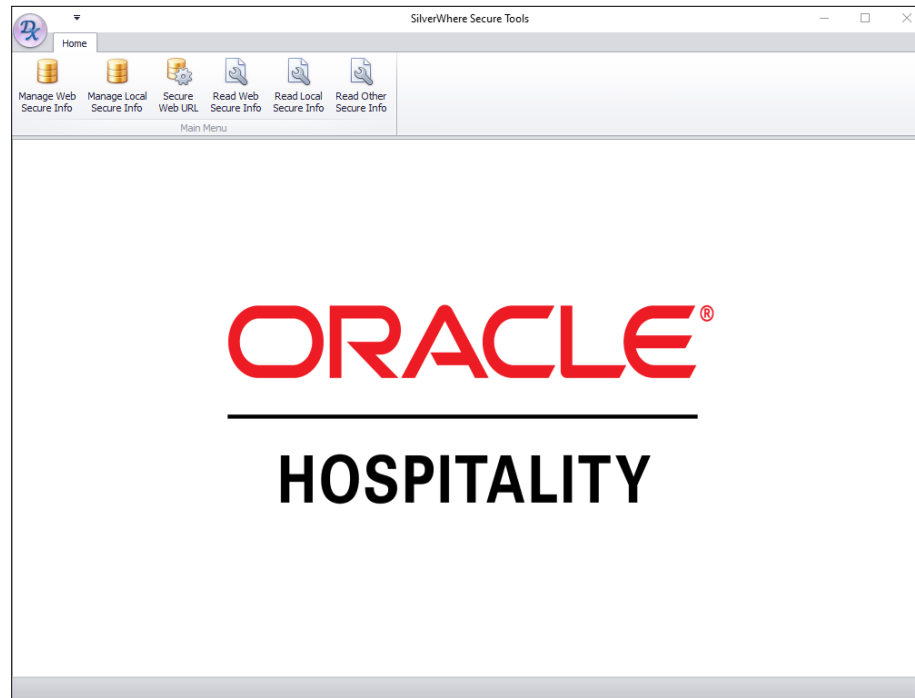 SilverWhere Secure Tools
DX
Home
Manage Web
Secure Info
Manage Local
Secure Info
Secure
Web URL
Read Web
Secure Info
Read Local
Secure Info
Read Other
Secure Info
Main Menu
ORACLE®
HOSPITALITY